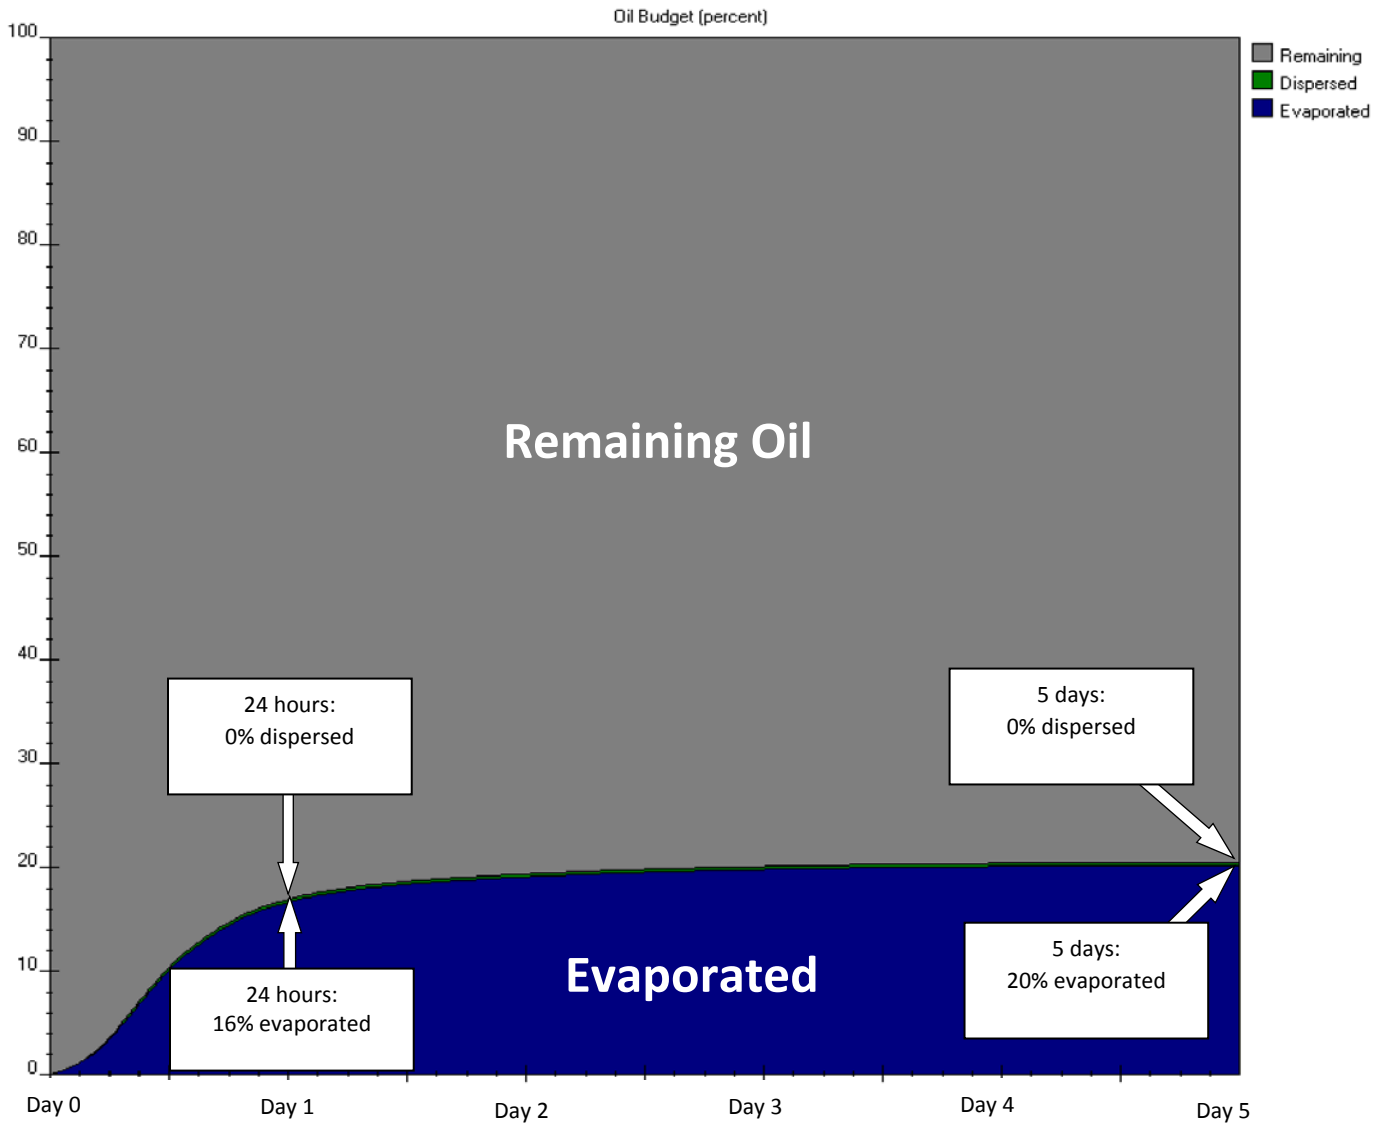 Oil Budget (percent)
Remaining
Dispersed
Evaporated
100
90
80
70
60
50
40
30
20
10
0
Remaining Oil
24 hours:
0% dispersed
5 days:
0% dispersed
Evaporated
24 hours:
16% evaporated
5 days:
20% evaporated
Day 0
Day 1
Day 2
Day 3
Day 4
Day 5